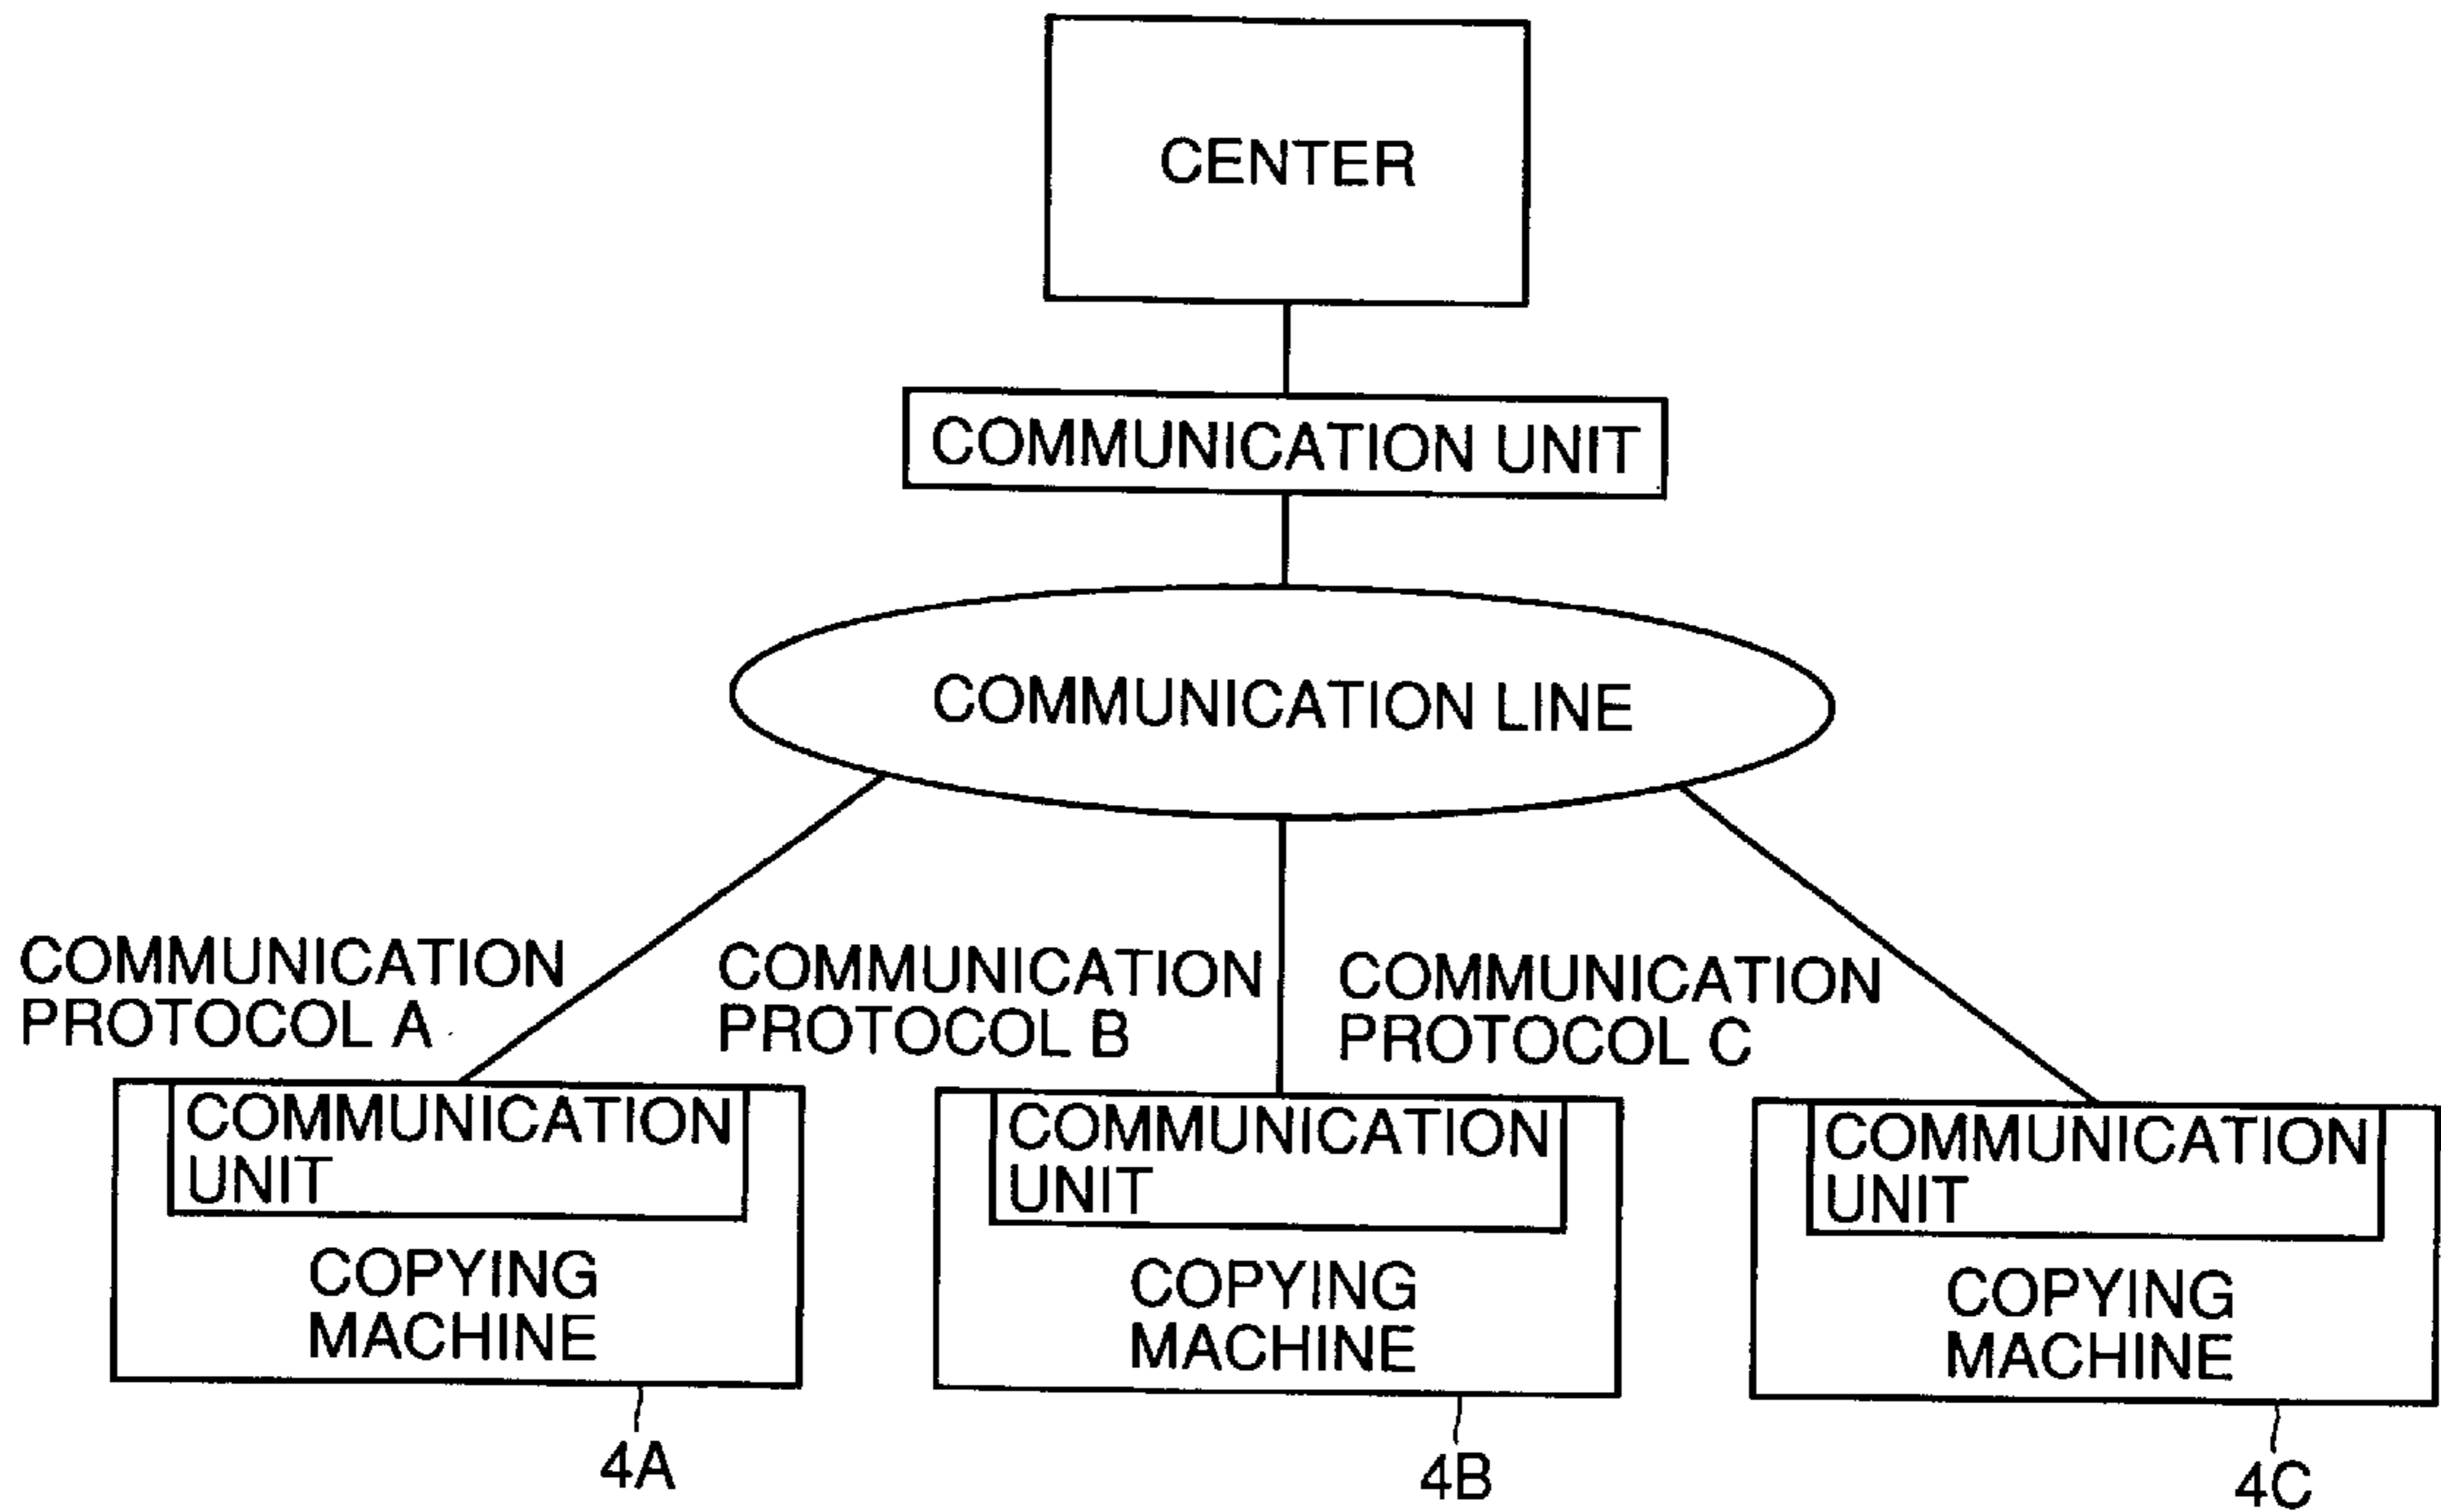 CENTER
COMMUNICATION UNIT
COMMUNICATION LINE
COMMUNICATION
PROTOCOL A
COMMUNICATION
PROTOCOL B
COMMUNICATION
PROTOCOL C
COMMUNICATION
UNIT
COPYING
MACHINE
4A
COMMUNICATION
UNIT
COPYING
MACHINE
4B
COMMUNICATION
UNIT
COPYING
MACHINE
4C